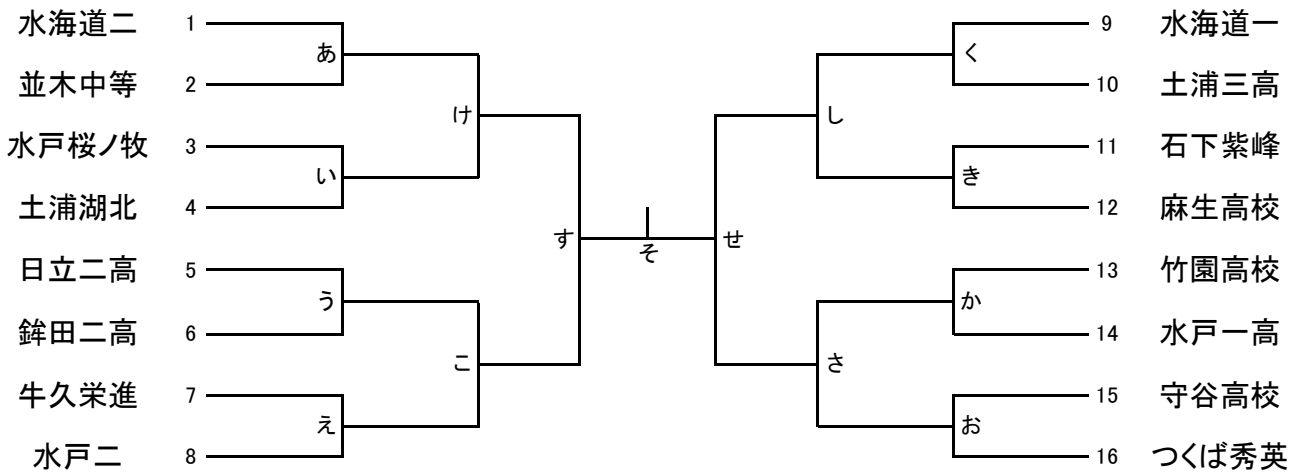 水海道二 1
あ
並木中等 2
け
水戸桜ノ牧 3
い
土浦湖北 4
す
日立二高 5
う
鉾田二高 6
こ
牛久栄進 7
え
水戸二 8
そ
9 水海道一
く
10 土浦三高
し
11 石下紫峰
き
12 麻生高校
せ
13 竹園高校
か
14 水戸一高
さ
15 守谷高校
お
16 つくば秀英